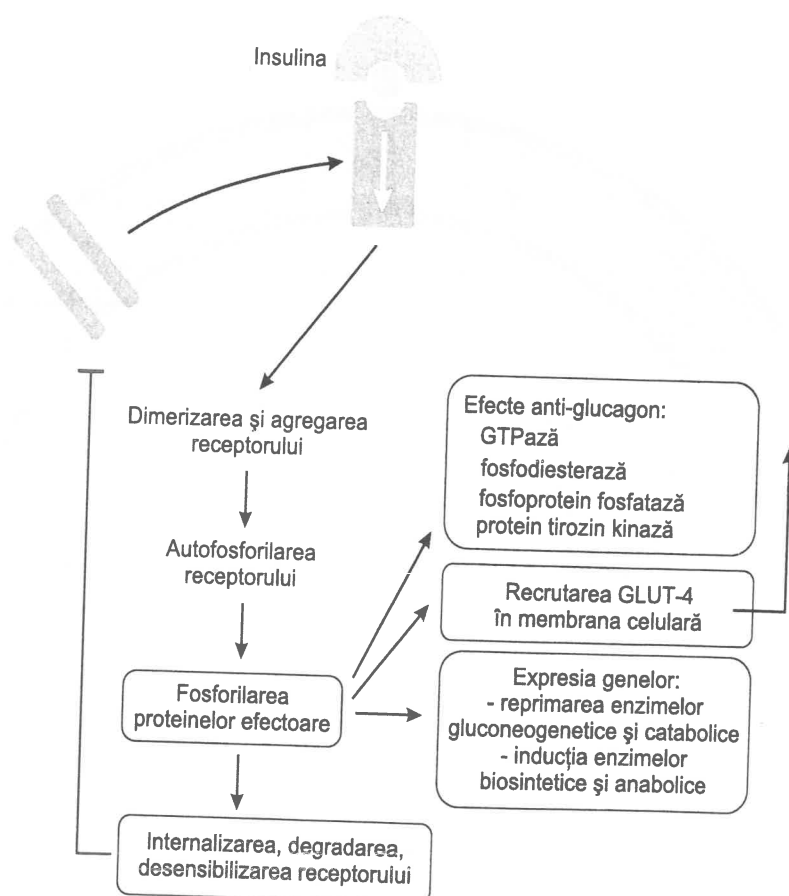 Insulina
Dimerizarea şi agregarea
receptorului
Autofosforilarea
receptorului
Fosforilarea
proteinelor efectoare
Internalizarea, degradarea,
desensibilizarea receptorului
Efecte anti-glucagon:
GTPază
fosfodiesterază
fosfoprotein fosfatază
protein tirozin kinază
Recrutarea GLUT-4
în membrana celulară
Expresia genelor:
- reprimarea enzimelor
gluconeogenetice şi catabolice
- inducția enzimelor
biosintetice şi anabolice